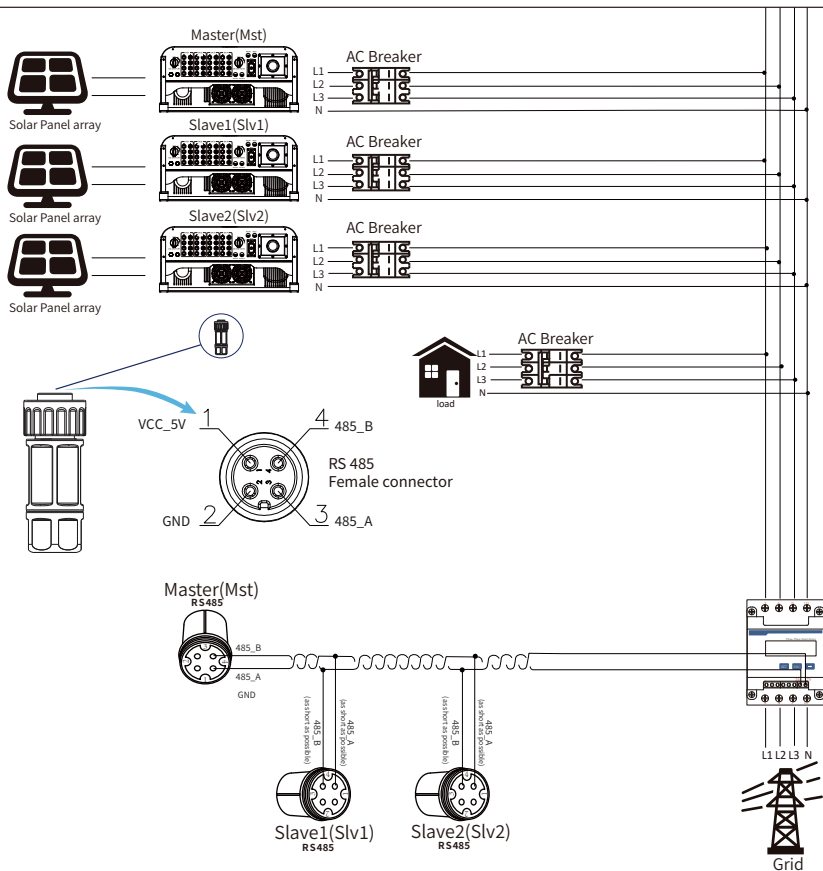 Master(Mst)
AC Breaker
L1
L2
L3
N
Solar Panel array
Slave1(Slv1)
AC Breaker
L1
L2
L3
N
Solar Panel array
Slave2(Slv2)
AC Breaker
L1
L2
L3
N
Solar Panel array
AC Breaker
L1
L2
L3
N
load
VCC_5V 1
4 485_B
1 4
2 3
RS 485
Female connector
GND 2
3 485_A
Master(Mst)
RS485
485_B
485_A
GND
485_B
(as short as possible)
485_A
(as short as possible)
485_B
(as short as possible)
485_A
(as short as possible)
Slave1(Slv1)
RS485
Slave2(Slv2)
RS485
L1 L2 L3 N
Grid